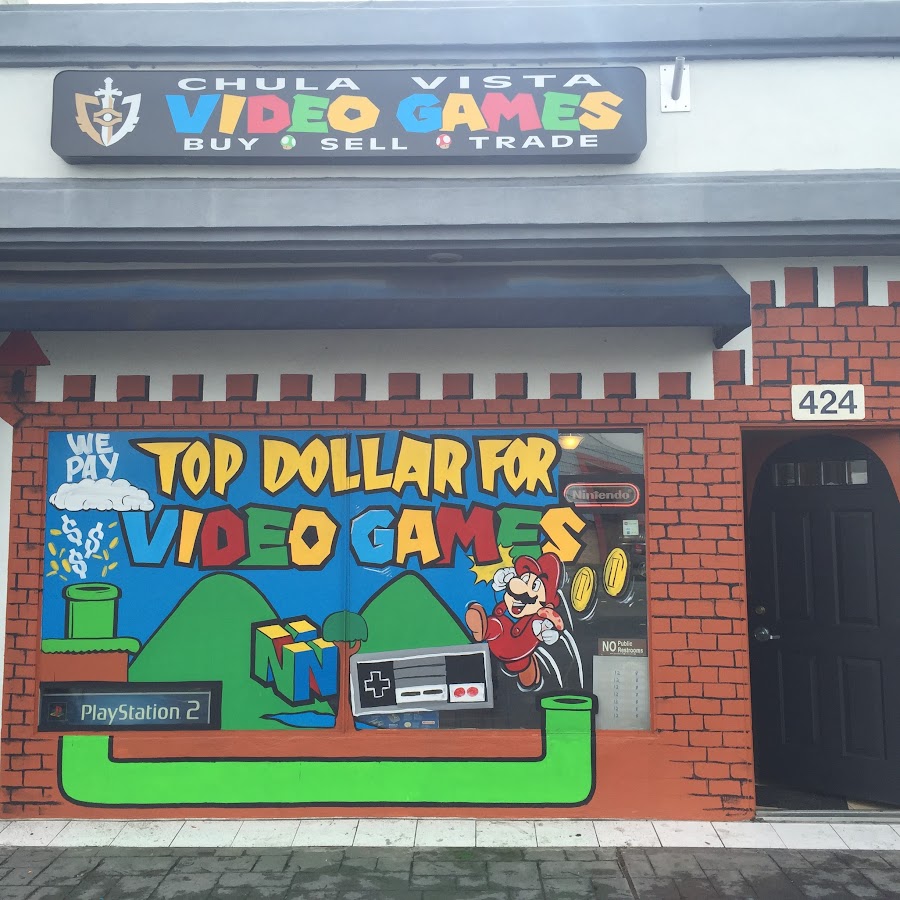 CHULA VISTA
VIDEO GAMES
BUY SELL TRADE
424
WE
PAY
TOP DOLLAR FOR
VIDEO GAMES
$ $ $
Nintendo
NO Public
Restrooms
PlayStation 2